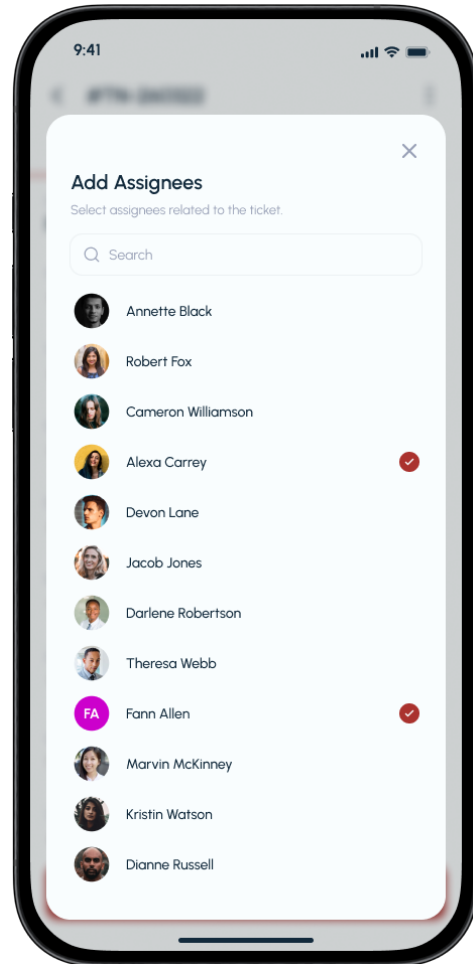 9:41
Add Assignees
Select assignees related to the ticket.
Search
Annette Black
Robert Fox
Cameron Williamson
Alexa Carrey
Devon Lane
Jacob Jones
Darlene Robertson
Theresa Webb
FA Fann Allen
Marvin McKinney
Kristin Watson
Dianne Russell